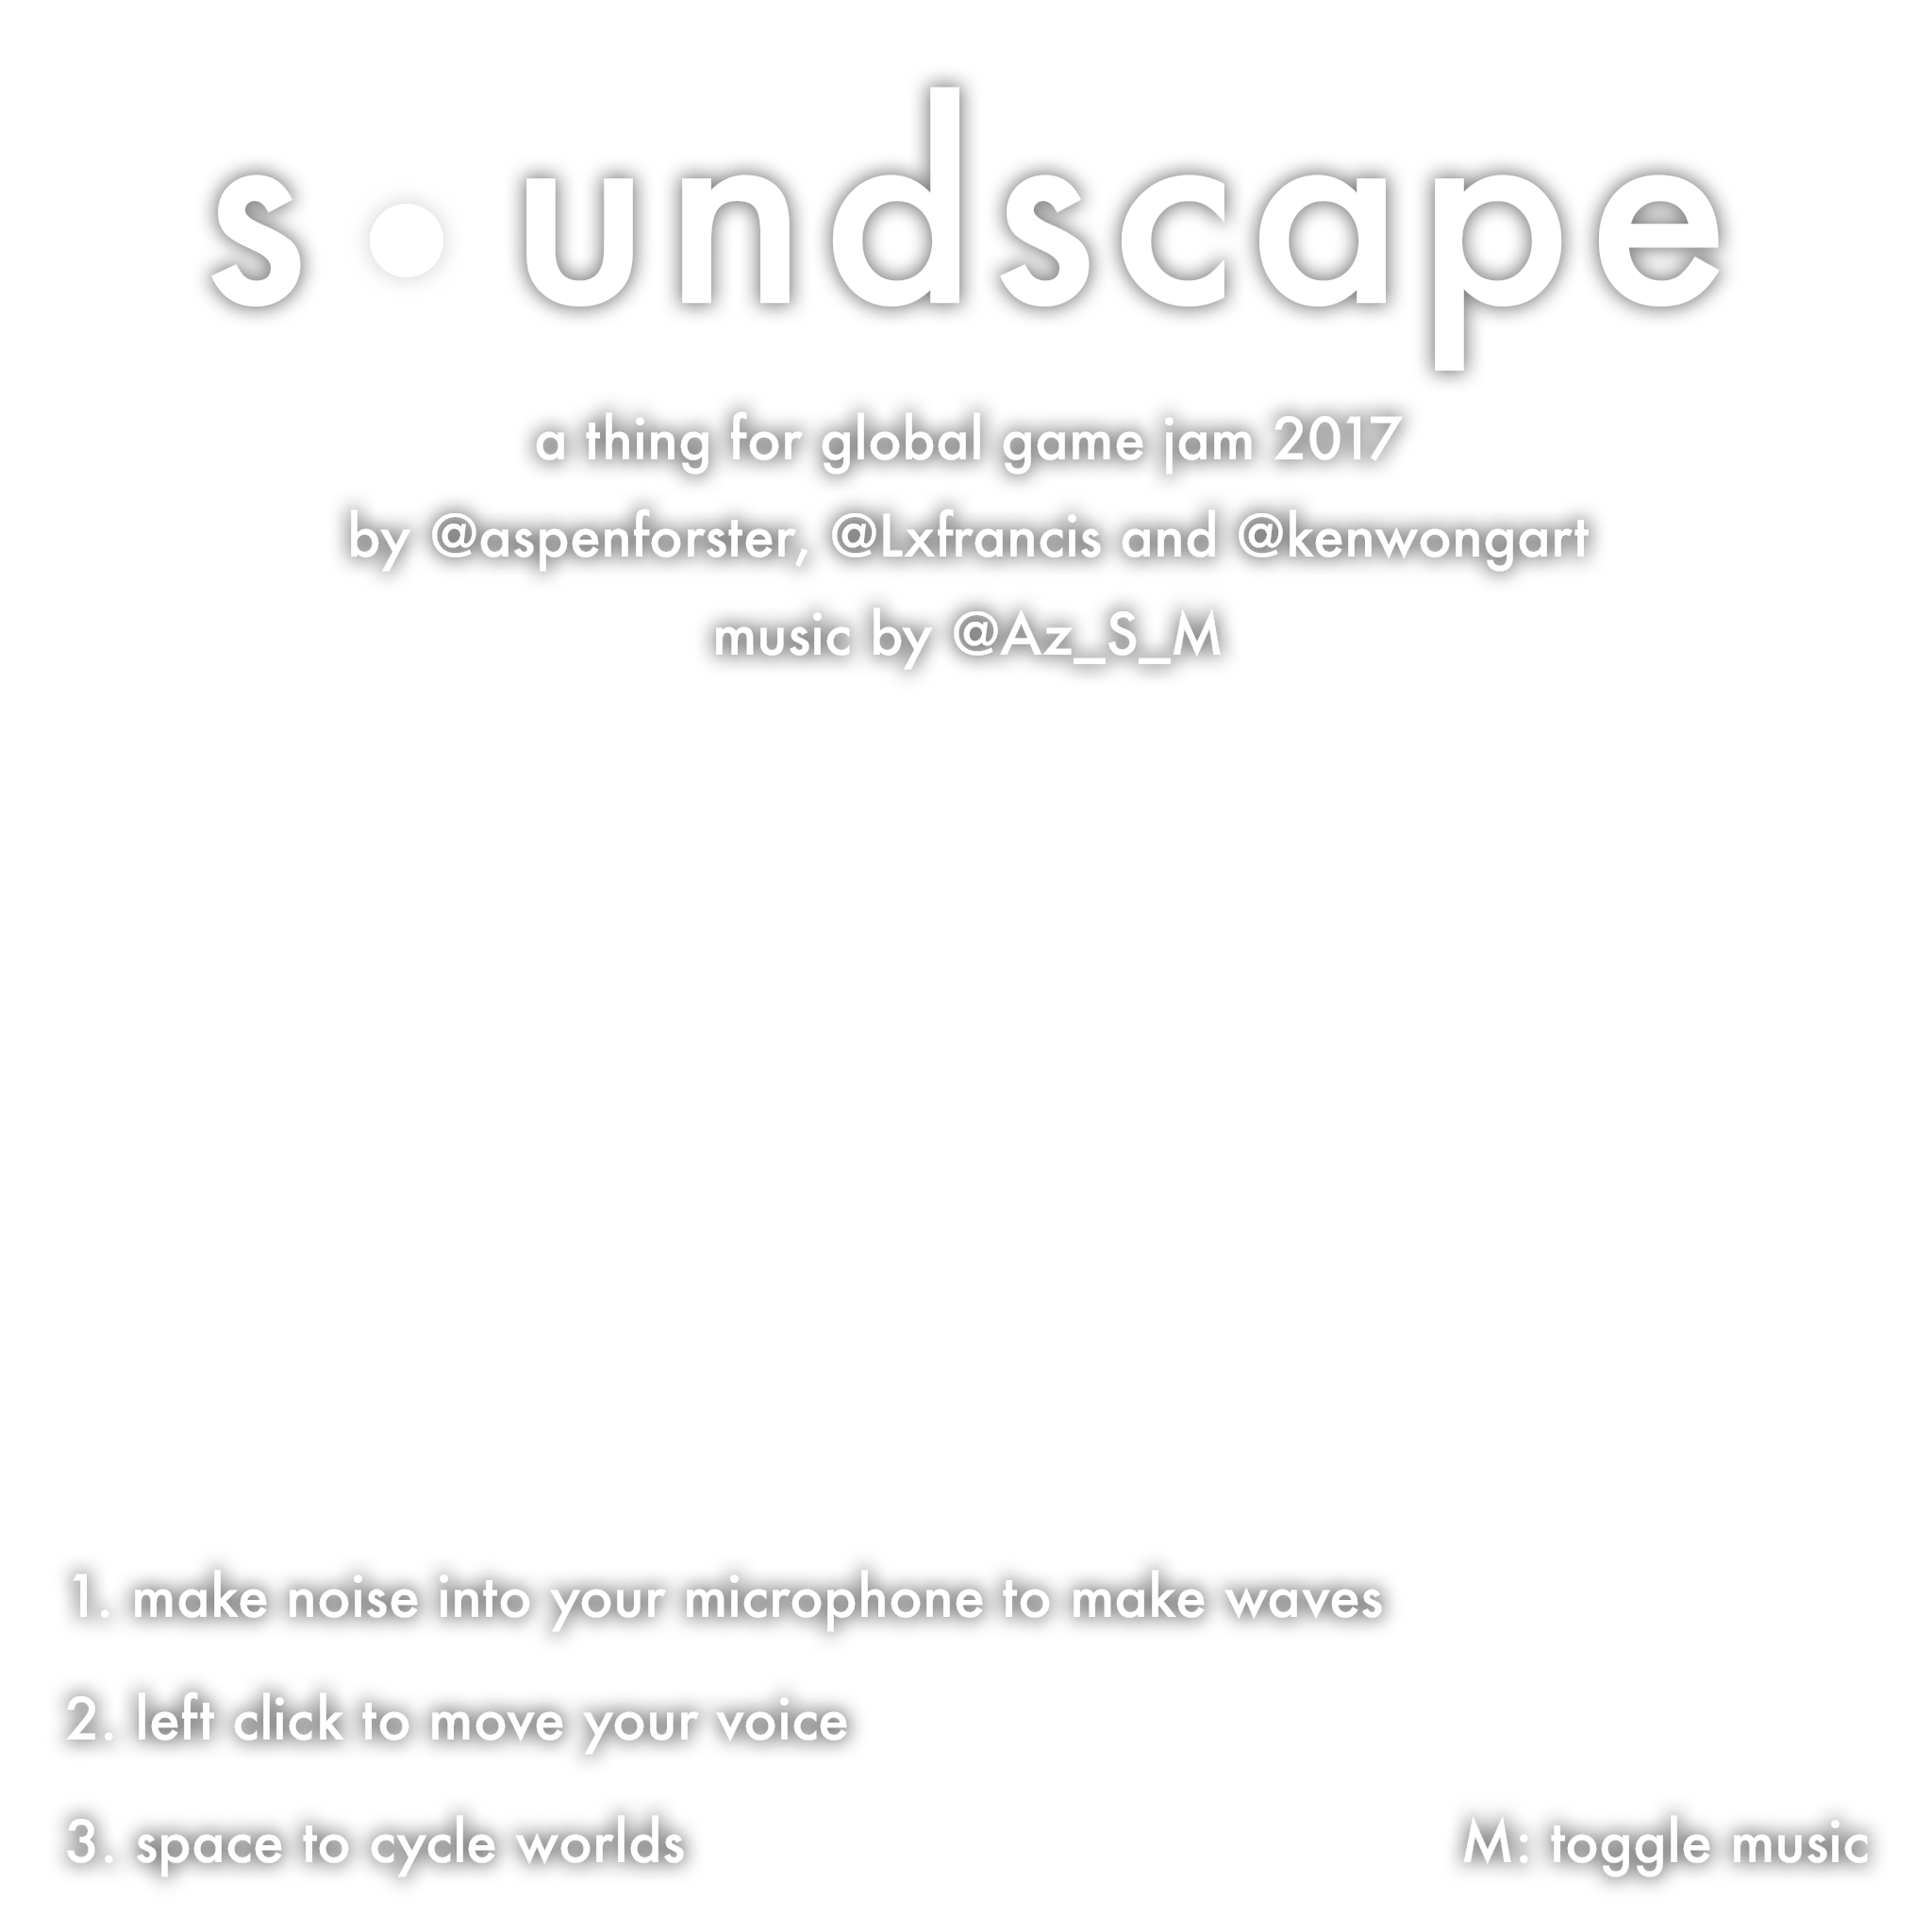 s•undscape
a thing for global game jam 2017
by @aspenforster, @Lxfrancis and @kenwongart
music by @Az_S_M
1. make noise into your microphone to make waves
2. left click to move your voice
3. space to cycle worlds
M: toggle music